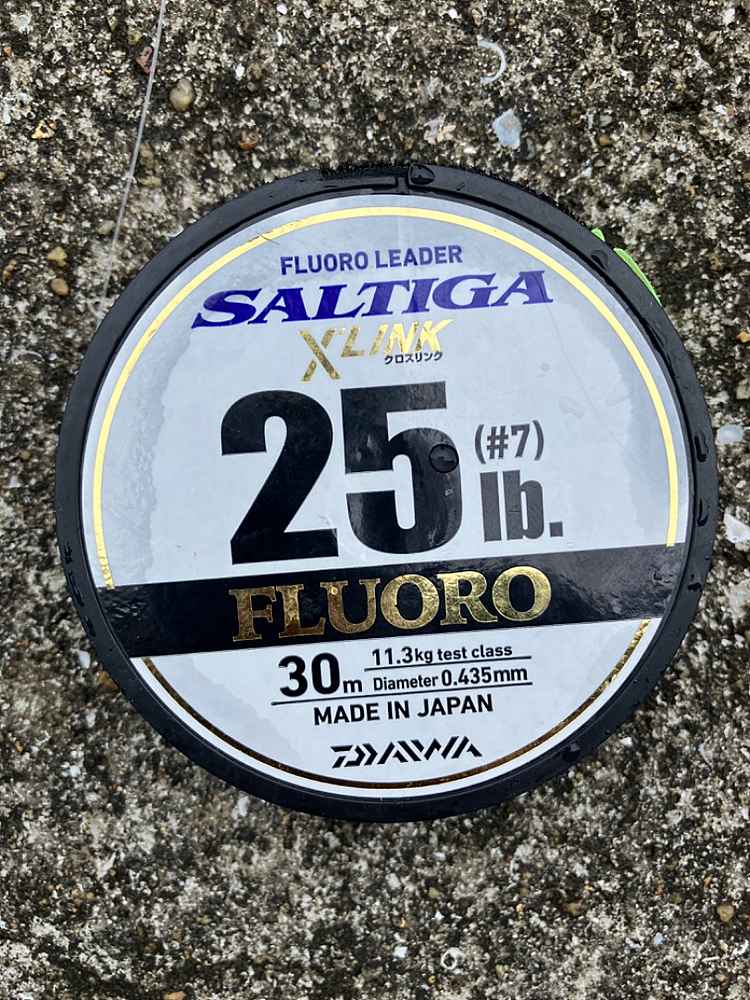 FLUORO LEADER
SALTIGA
X'LINK
クロスリンク
25 lb.
(#7)
FLUORO
30m
11.3kg test class
Diameter 0.435mm
MADE IN JAPAN
DAIWA